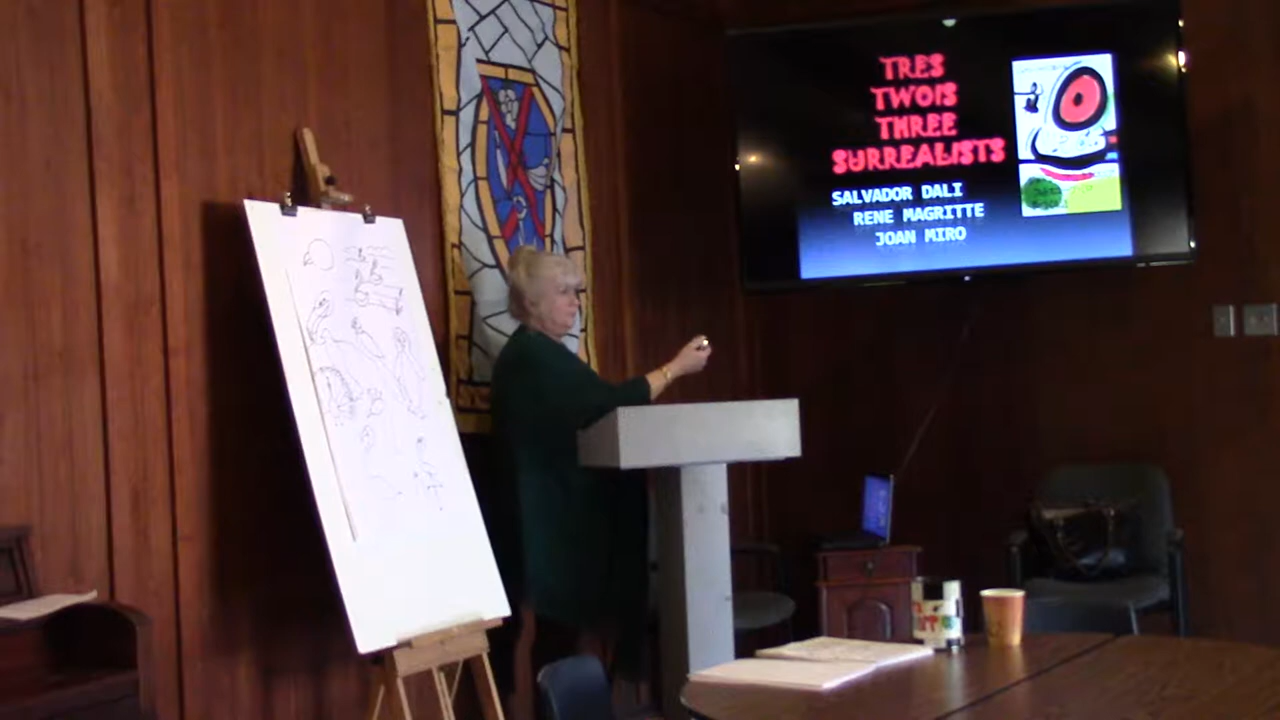 TRES
TWOIS
THREE
SURREALISTS
SALVADOR DALI
RENE MAGRITTE
JOAN MIRO